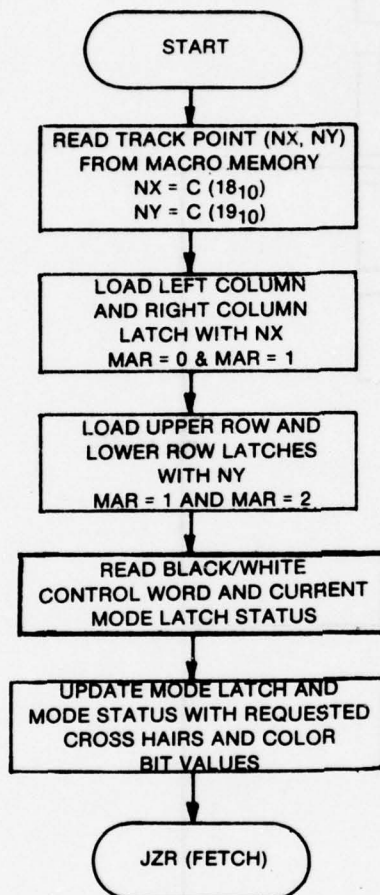 START
READ TRACK POINT (NX, NY)
FROM MACRO MEMORY
NX = C (18₁₀)
NY = C (19₁₀)
LOAD LEFT COLUMN
AND RIGHT COLUMN
LATCH WITH NX
MAR = 0 & MAR = 1
LOAD UPPER ROW AND
LOWER ROW LATCHES
WITH NY
MAR = 1 AND MAR = 2
READ BLACK/WHITE
CONTROL WORD AND CURRENT
MODE LATCH STATUS
UPDATE MODE LATCH AND
MODE STATUS WITH REQUESTED
CROSS HAIRS AND COLOR
BIT VALUES
JZR (FETCH)